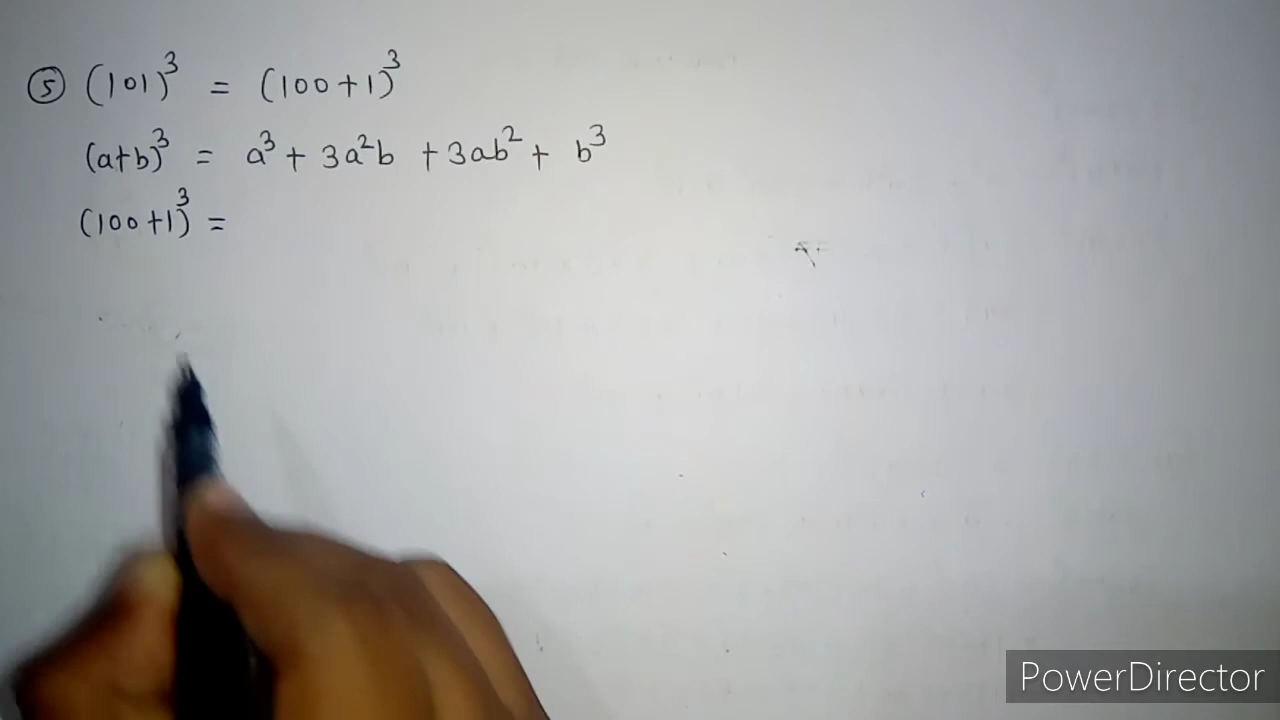 ⑤ (101)³ = (100+1)³
(a+b)³ = a³ + 3a²b + 3ab² + b³
(100+1)³ =
PowerDirector